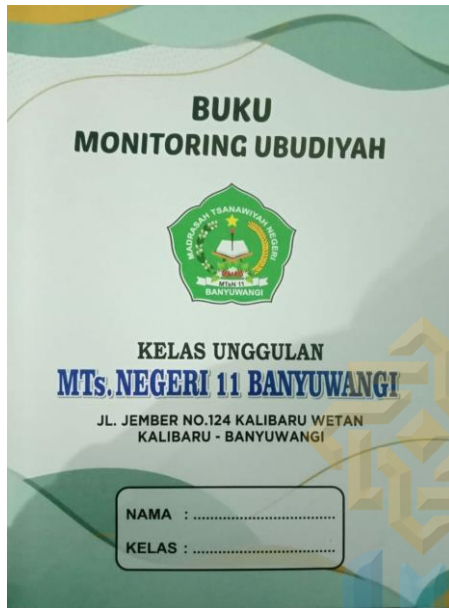 BUKU
MONITORING UBUDIYAH
MADRASAH TSANAWIYAH NEGERI
MTsN 11
BANYUWANGI
KELAS UNGGULAN
MTs. NEGERI 11 BANYUWANGI
JL. JEMBER NO.124 KALIBARU WETAN
KALIBARU - BANYUWANGI
NAMA : ...................................
KELAS : ...................................